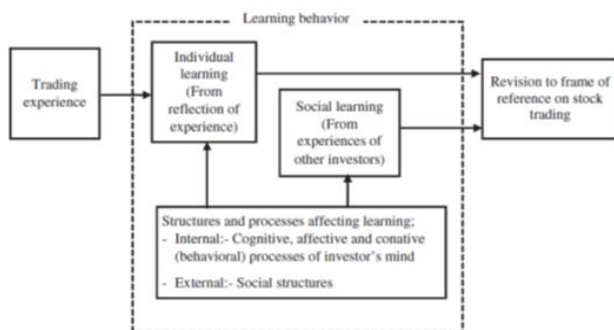 Learning behavior
Trading
experience
Individual
learning
(From
reflection of
experience)
Social learning
(From
experiences of
other investors)
Revision to frame of
reference on stock
trading
Structures and processes affecting learning;
- Internal:- Cognitive, affective and conative
(behavioral) processes of investor's mind
- External:- Social structures